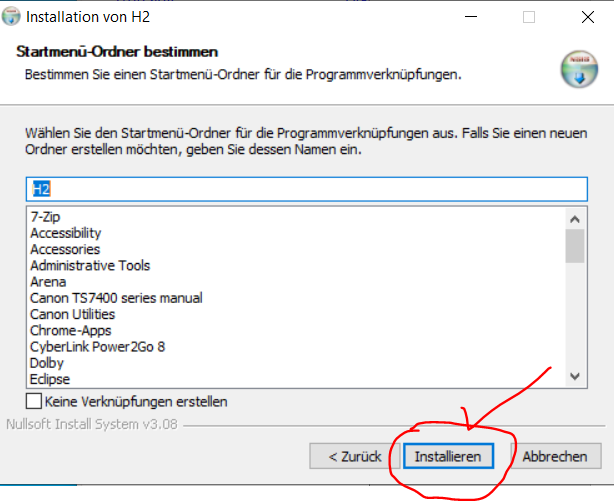 Installation von H2
Startmenü-Ordner bestimmen
Bestimmen Sie einen Startmenü-Ordner für die Programmverknüpfungen.
Wählen Sie den Startmenü-Ordner für die Programmverknüpfungen aus. Falls Sie einen neuen
Ordner erstellen möchten, geben Sie dessen Namen ein.
H2
7-Zip
Accessibility
Accessories
Administrative Tools
Arena
Canon TS7400 series manual
Canon Utilities
Chrome-Apps
CyberLink Power2Go 8
Dolby
Eclipse
Keine Verknüpfungen erstellen
Nullsoft Install System v3.08
< Zurück Installieren Abbrechen